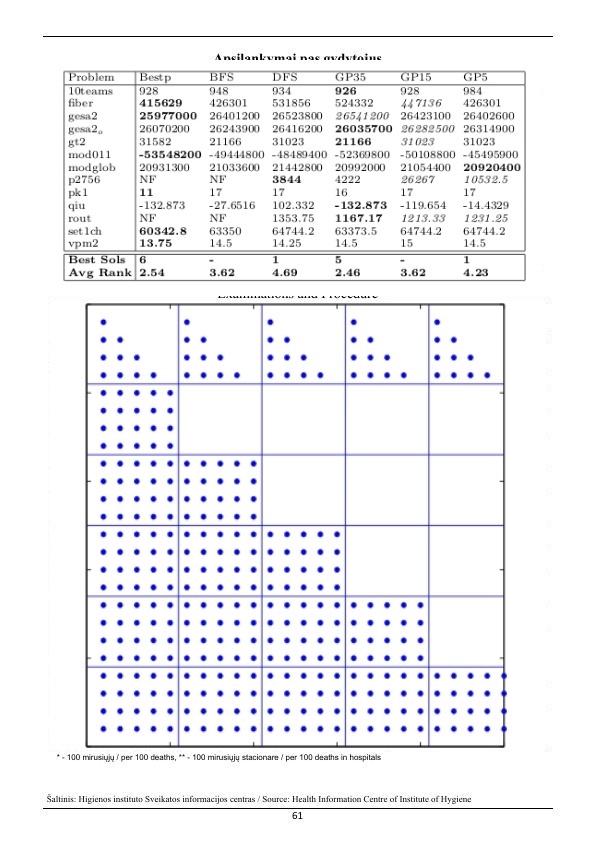 Apsilankymai pas gydytojus
Problem Bestp BFS DFS GP35 GP15 GP5
10teams 928 948 934 926 928 984
fiber 415629 426301 531856 524332 447136 426301
gesa2 25977000 26401200 26523800 26541200 26423100 26402600
gesa2o 26070200 26243900 26416200 26035700 26282500 26314900
gt2 31582 21166 31023 21166 31023 31023
mod011 -53548200 -49444800 -48489400 -52369800 -50108800 -45495900
modglob 20931300 21033600 21442800 20992000 21054400 20920400
p2756 NF NF 3844 4222 26267 10532.5
pk1 11 17 17 16 17 17
qiu -132.873 -27.6516 102.332 -132.873 -119.654 -14.4329
rout NF NF 1353.75 1167.17 1213.33 1231.25
set1ch 60342.8 63350 64744.2 63373.5 64744.2 64744.2
vpm2 13.75 14.5 14.25 14.5 15 14.5
Best Sols 6 - 1 5 - 1
Avg Rank 2.54 3.62 4.69 2.46 3.62 4.23
Examinations and Procedure
* - 100 mirusiųjų / per 100 deaths, ** - 100 mirusiųjų stacionare / per 100 deaths in hospitals
Šaltinis: Higienos instituto Sveikatos informacijos centras / Source: Health Information Centre of Institute of Hygiene
61